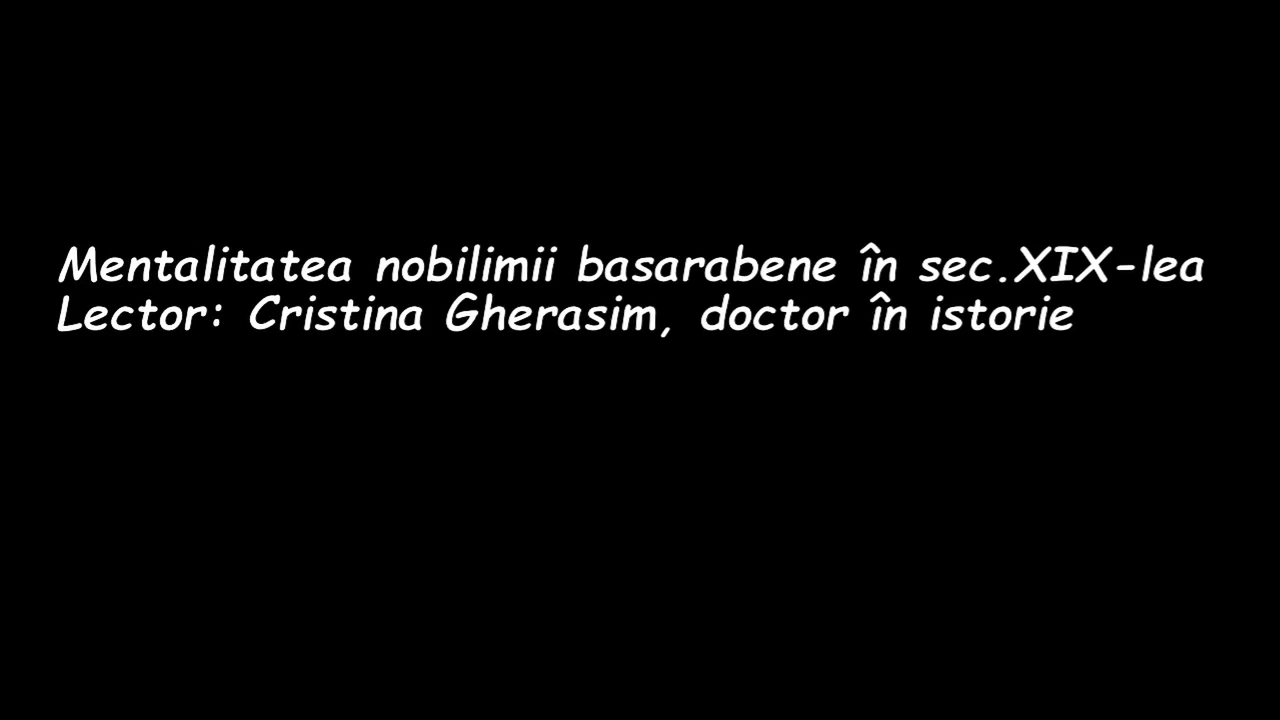 Mentalitatea nobilimii basarabene în sec.XIX-lea
Lector: Cristina Gherasim, doctor în istorie